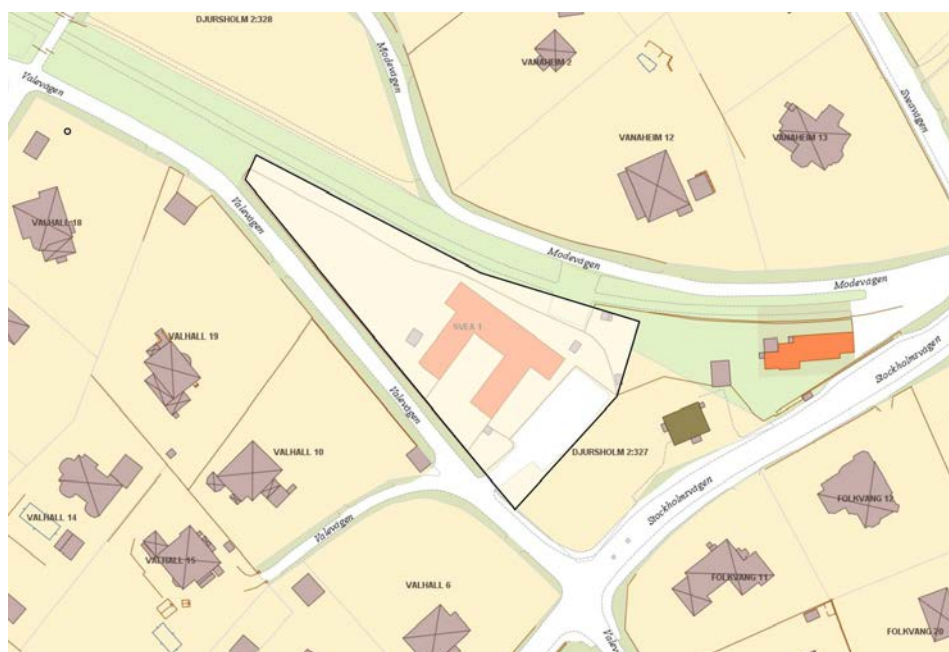 DJURSHOLM 2:328
Modevägen
VANAHEIM 2
Valevägen
Sveavägen
VANAHEIM 12
VANAHEIM 13
Valevägen
VALHALL 18
Modevägen
Modevägen
SVEA 1
VALHALL 19
Stockholmsvägen
Valevägen
VALHALL 10
DJURSHOLM 2:327
Stockholmsvägen
FOLKVANG 12
VALHALL 14
Valevägen
VALHALL 15
VALHALL 6
FOLKVANG 11
Valevägen
FOLKVANG 20